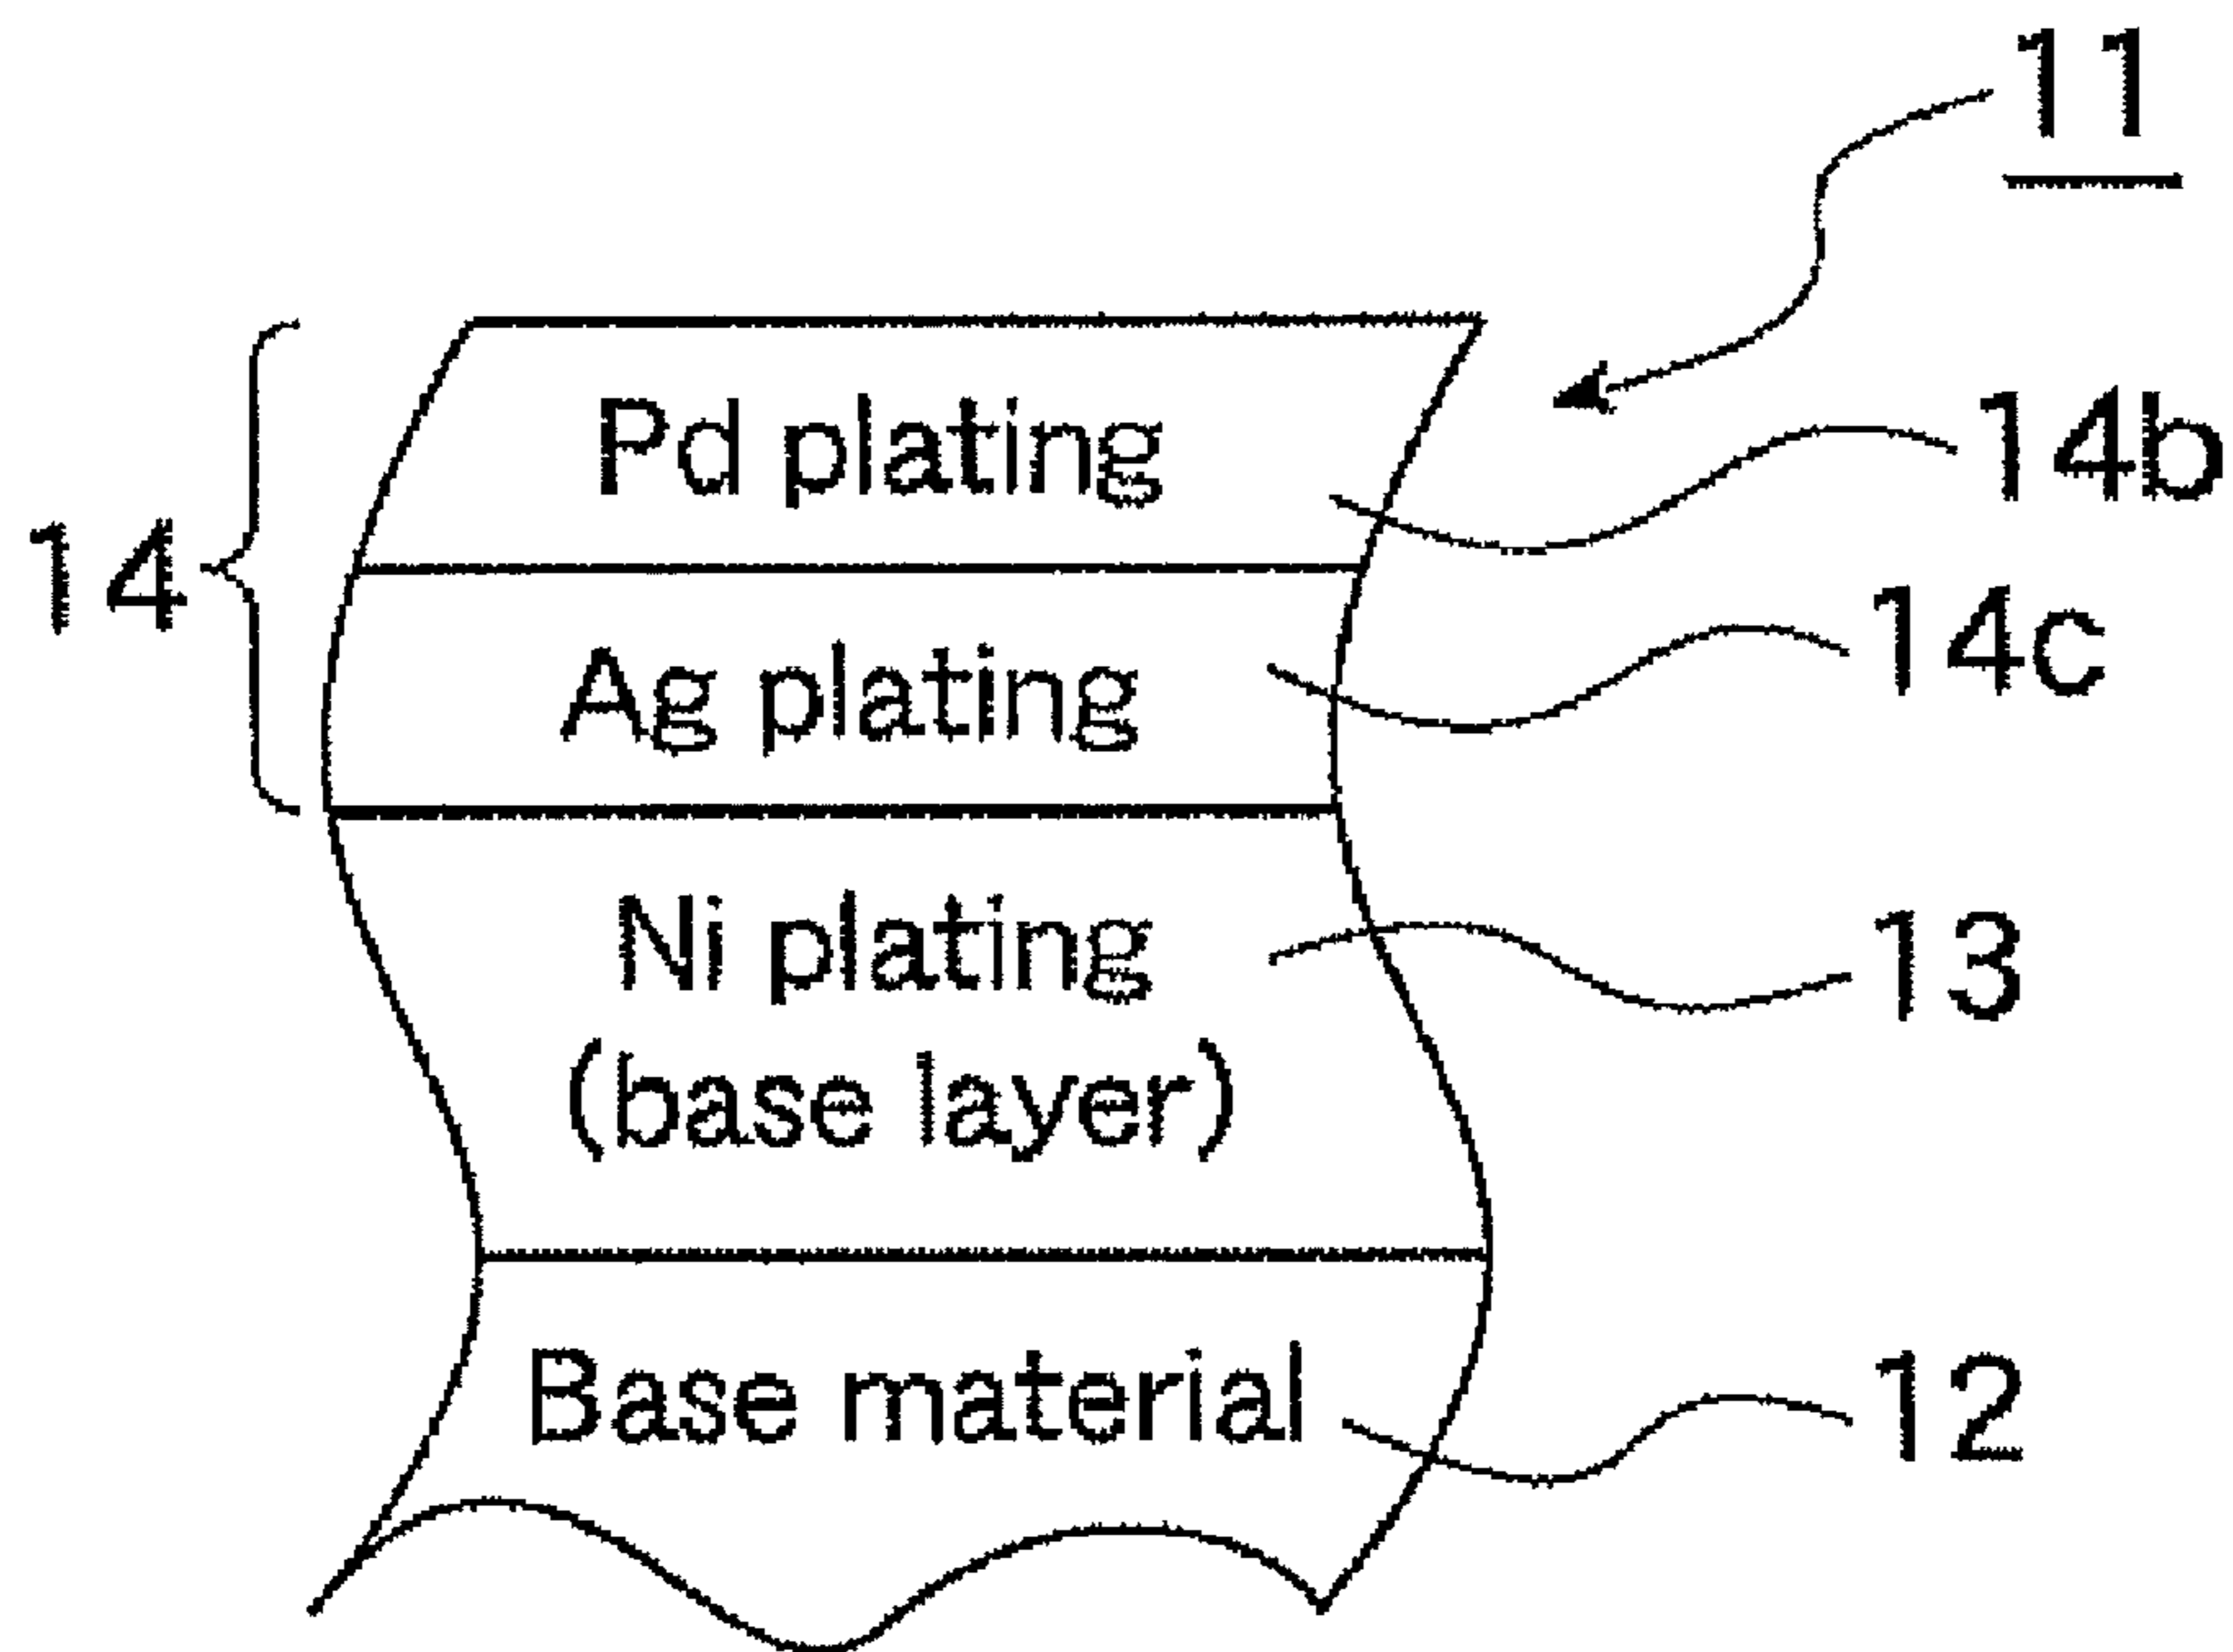 11
Pd plating
14b
14
Ag plating
14c
Ni plating
(base layer)
13
Base material
12